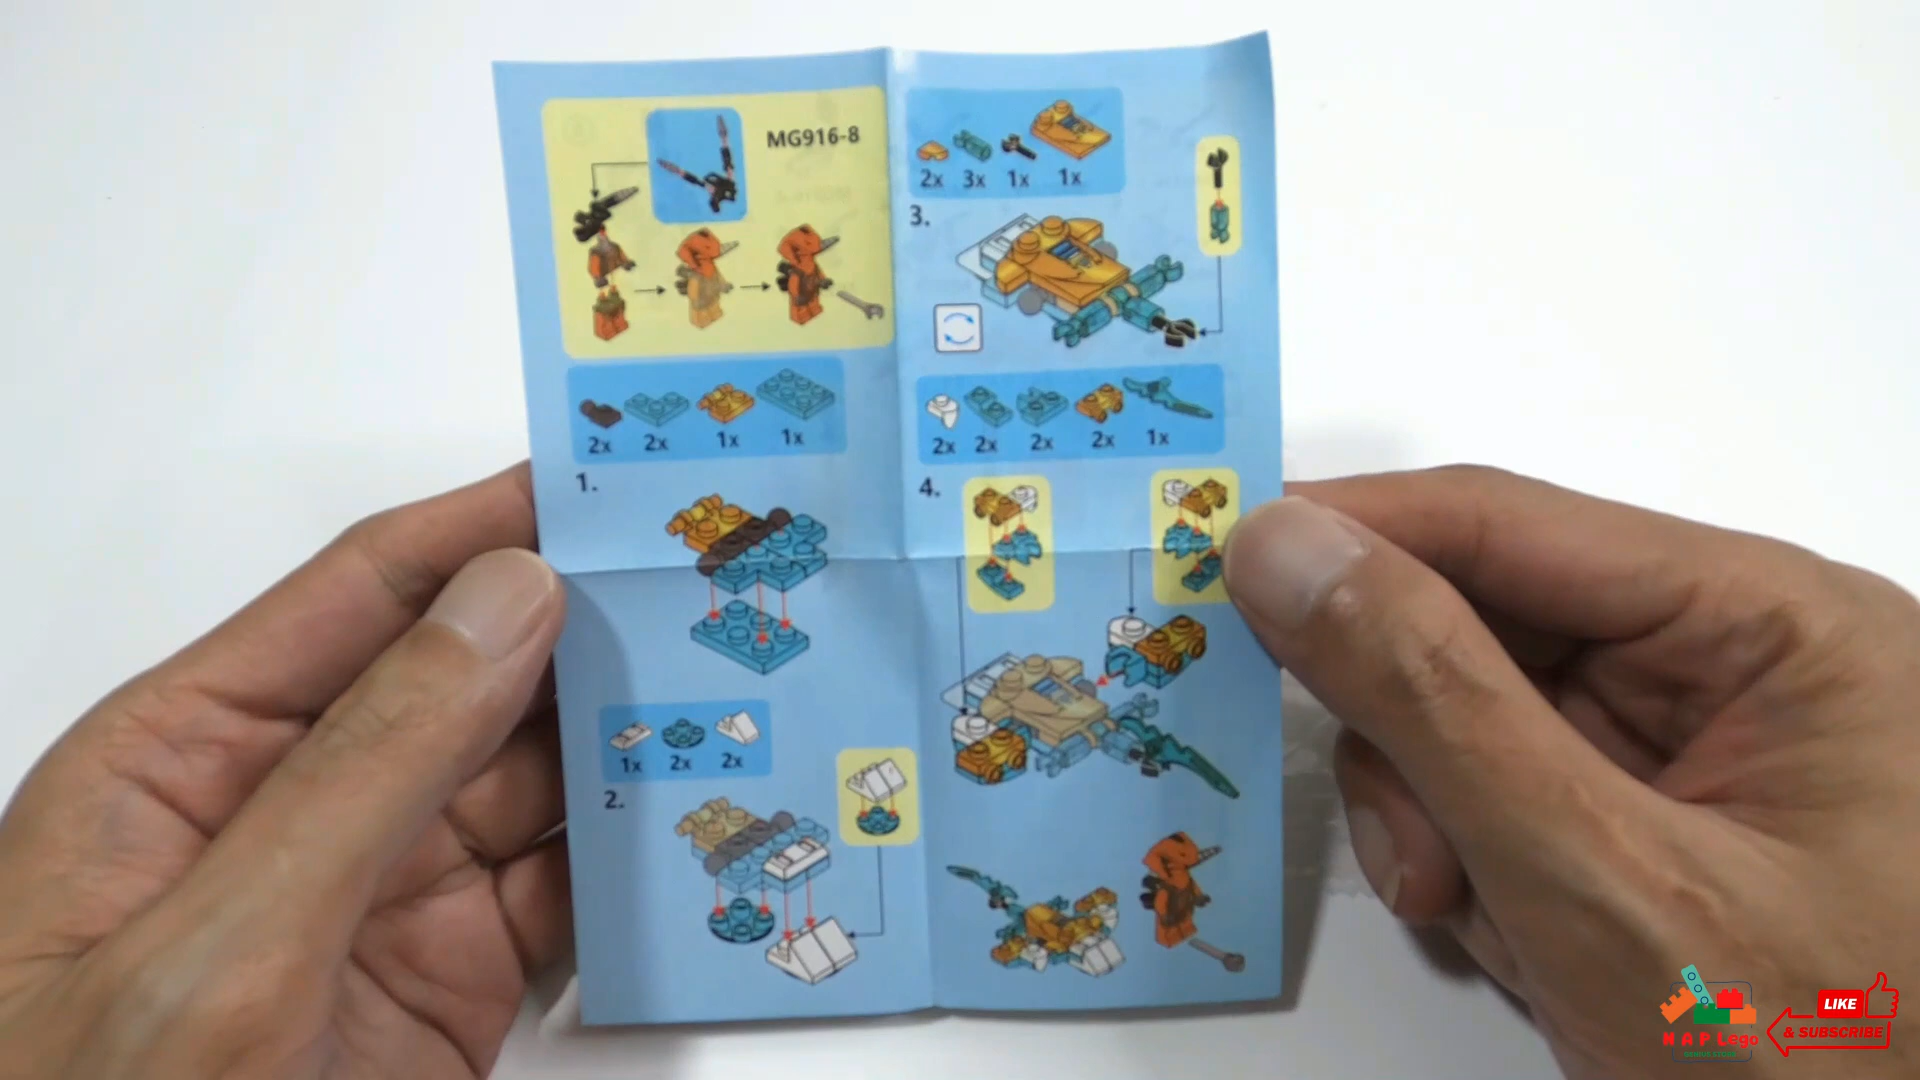 MG916-8
2x 2x 1x 1x
1.
1x 2x 2x
2.
2x 3x 1x 1x
3.
2x 2x 2x 2x 1x
4.
N A P Lego
LIKE
& SUBSCRIBE